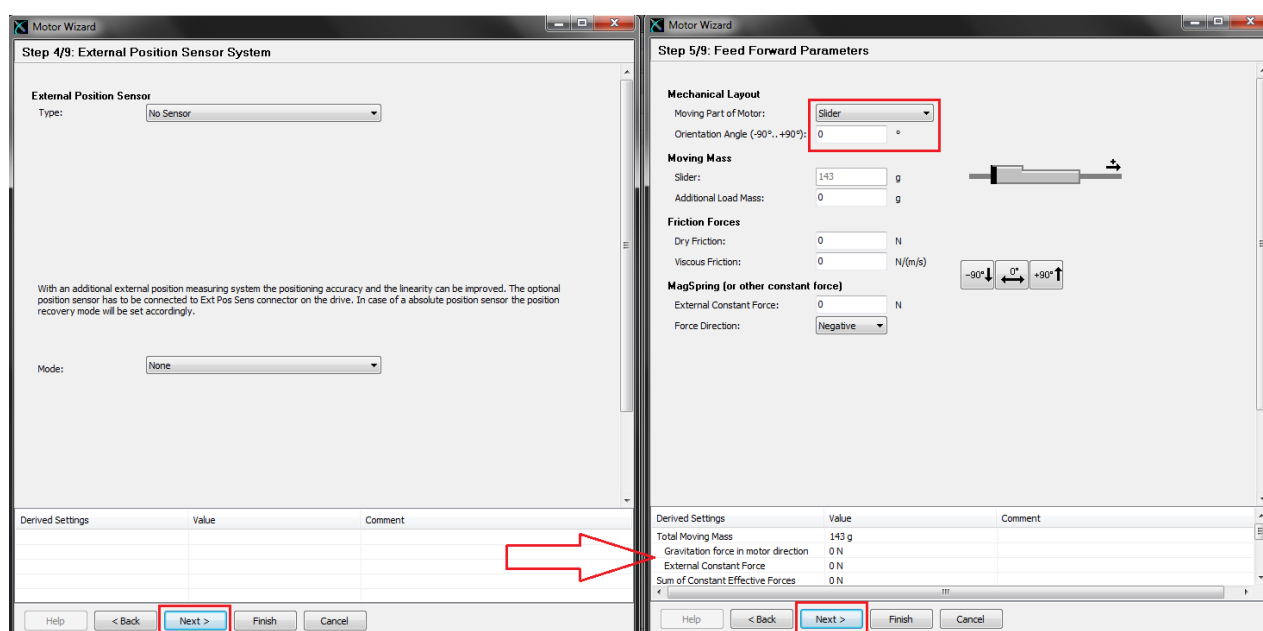 Motor Wizard
Step 4/9: External Position Sensor System
External Position Sensor
Type: No Sensor
With an additional external position measuring system the positioning accuracy and the linearity can be improved. The optional
position sensor has to be connected to Ext Pos Sens connector on the drive. In case of a absolute position sensor the position
recovery mode will be set accordingly.
Mode: None
Derived Settings Value Comment
Help < Back Next > Finish Cancel
Motor Wizard
Step 5/9: Feed Forward Parameters
Mechanical Layout
Moving Part of Motor: Slider
Orientation Angle (-90°..+90°): 0 °
Moving Mass
Slider: 143 g
Additional Load Mass: 0 g
Friction Forces
Dry Friction: 0 N
Viscous Friction: 0 N/(m/s)
MagSpring (or other constant force)
External Constant Force: 0 N
Force Direction: Negative
+
-90° 0° +90°
Derived Settings Value Comment
Total Moving Mass 143 g
Gravitation force in motor direction 0 N
External Constant Force 0 N
Sum of Constant Effective Forces 0 N
Help < Back Next > Finish Cancel